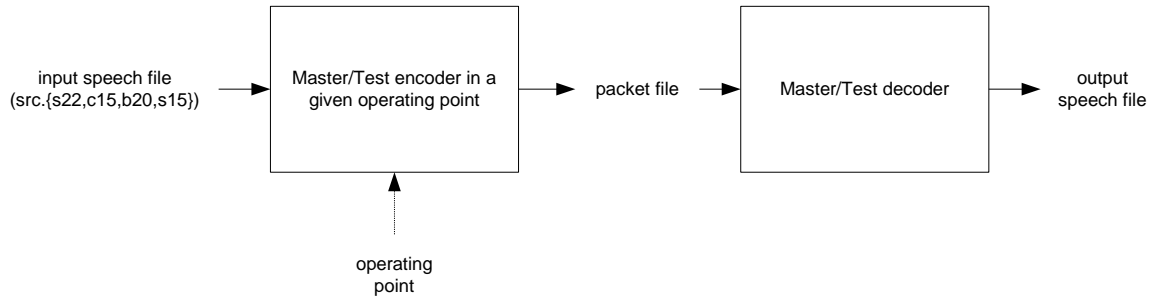 input speech file
(src.{s22,c15,b20,s15})
Master/Test encoder in a
given operating point
packet file
Master/Test decoder
output
speech file
operating
point